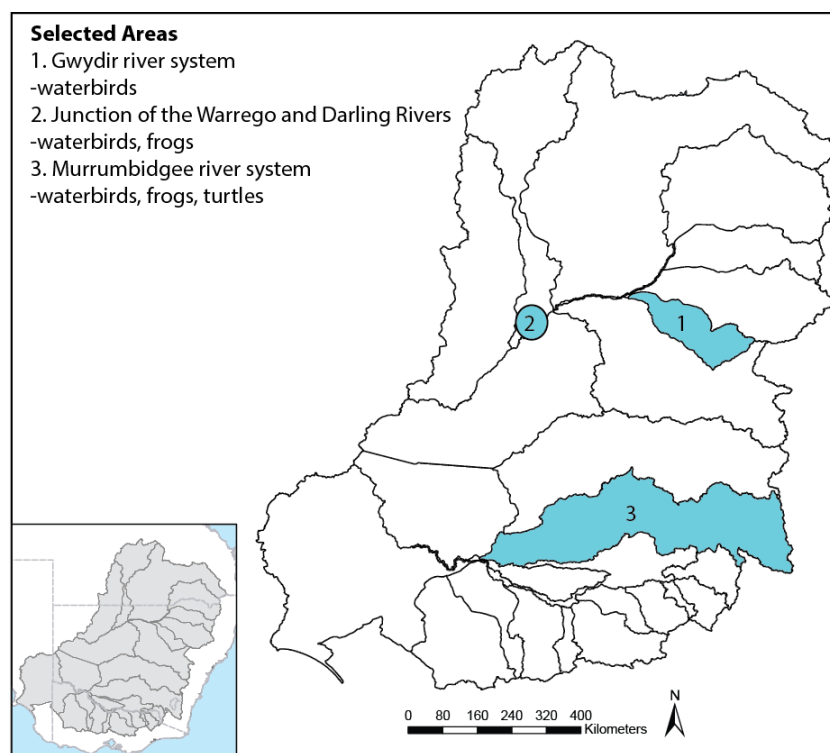 Selected Areas
1. Gwydir river system
-waterbirds
2. Junction of the Warrego and Darling Rivers
-waterbirds, frogs
3. Murrumbidgee river system
-waterbirds, frogs, turtles
2
1
3
N
0 80 160 240 320 400
Kilometers